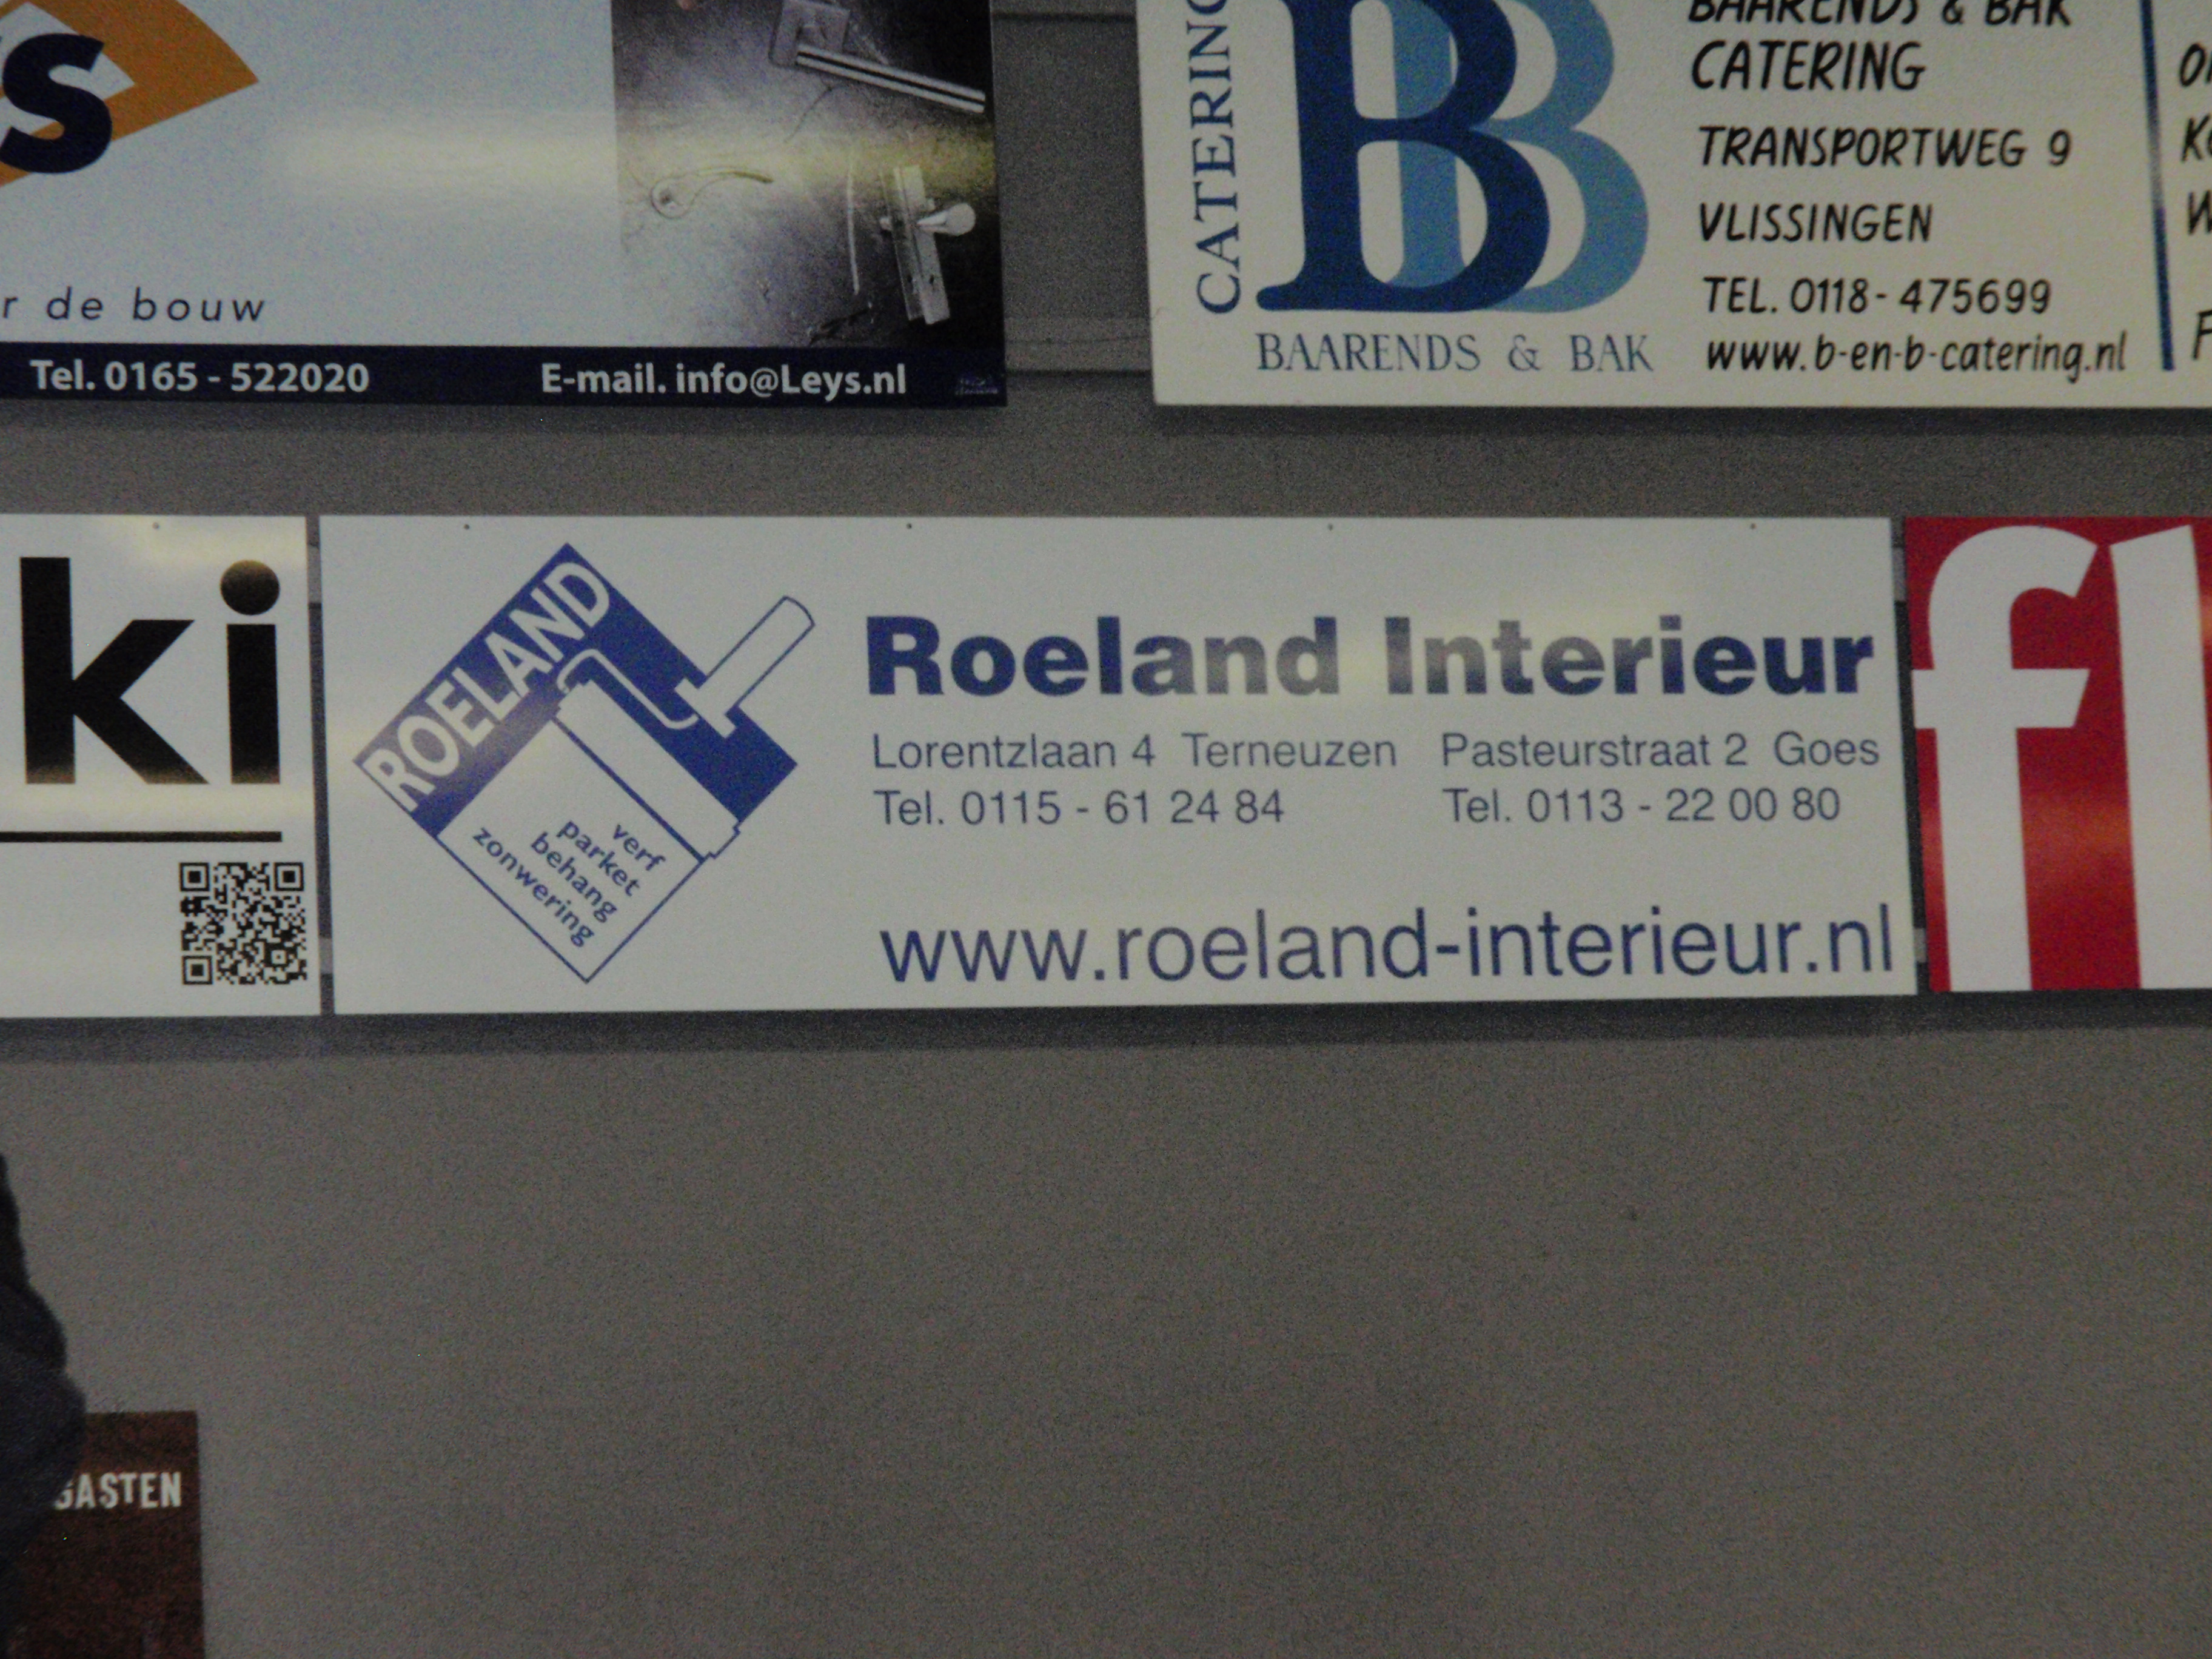 s
r de bouw
Tel. 0165 - 522020 E-mail. info@Leys.nl
CATERING
BB
BAARENDS & BAK
BAARENDS & BAK
CATERING
TRANSPORTWEG 9
VLISSINGEN
TEL. 0118 - 475699
www.b-en-b-catering.nl
ki
ROELAND
verf
parket
behang
zonwering
Roeland Interieur
Lorentzlaan 4 Terneuzen Pasteurstraat 2 Goes
Tel. 0115 - 61 24 84 Tel. 0113 - 22 00 80
www.roeland-interieur.nl
fl
GASTEN